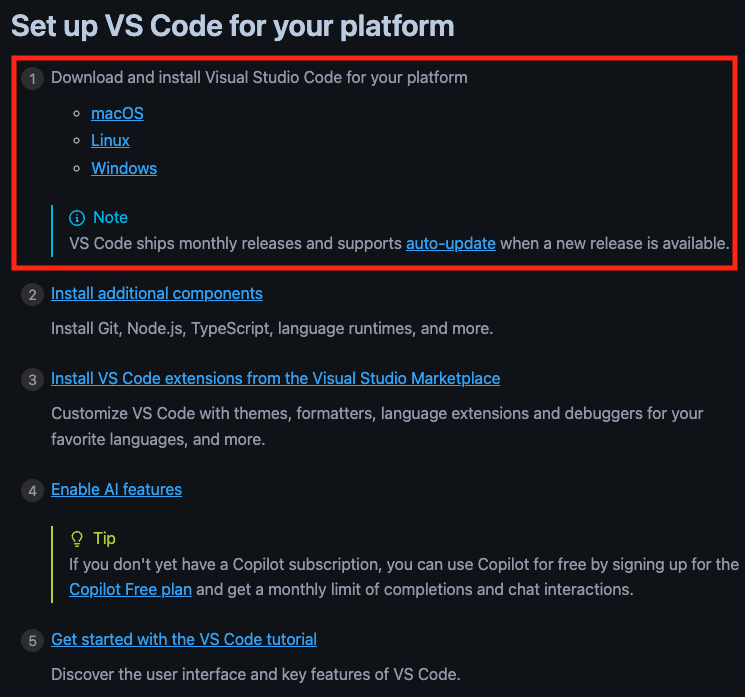 Set up VS Code for your platform
1 Download and install Visual Studio Code for your platform
macOS
Linux
Windows
Note
VS Code ships monthly releases and supports auto-update when a new release is available.
2 Install additional components
Install Git, Node.js, TypeScript, language runtimes, and more.
3 Install VS Code extensions from the Visual Studio Marketplace
Customize VS Code with themes, formatters, language extensions and debuggers for your
favorite languages, and more.
4 Enable AI features
Tip
If you don't yet have a Copilot subscription, you can use Copilot for free by signing up for the
Copilot Free plan and get a monthly limit of completions and chat interactions.
5 Get started with the VS Code tutorial
Discover the user interface and key features of VS Code.